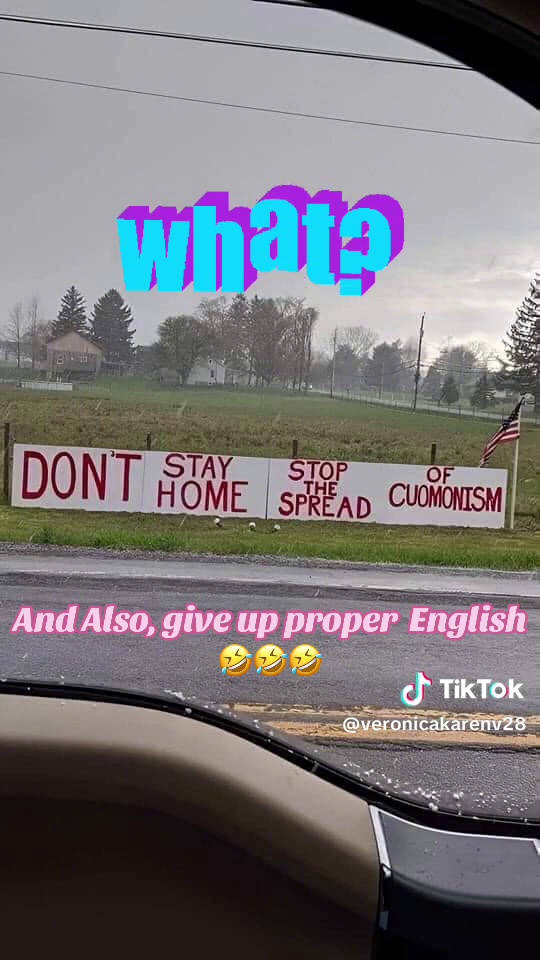 what?
DON'T STAY HOME STOP THE SPREAD OF CUOMONISM
And Also, give up proper English
TikTok
@veronicakarenv28